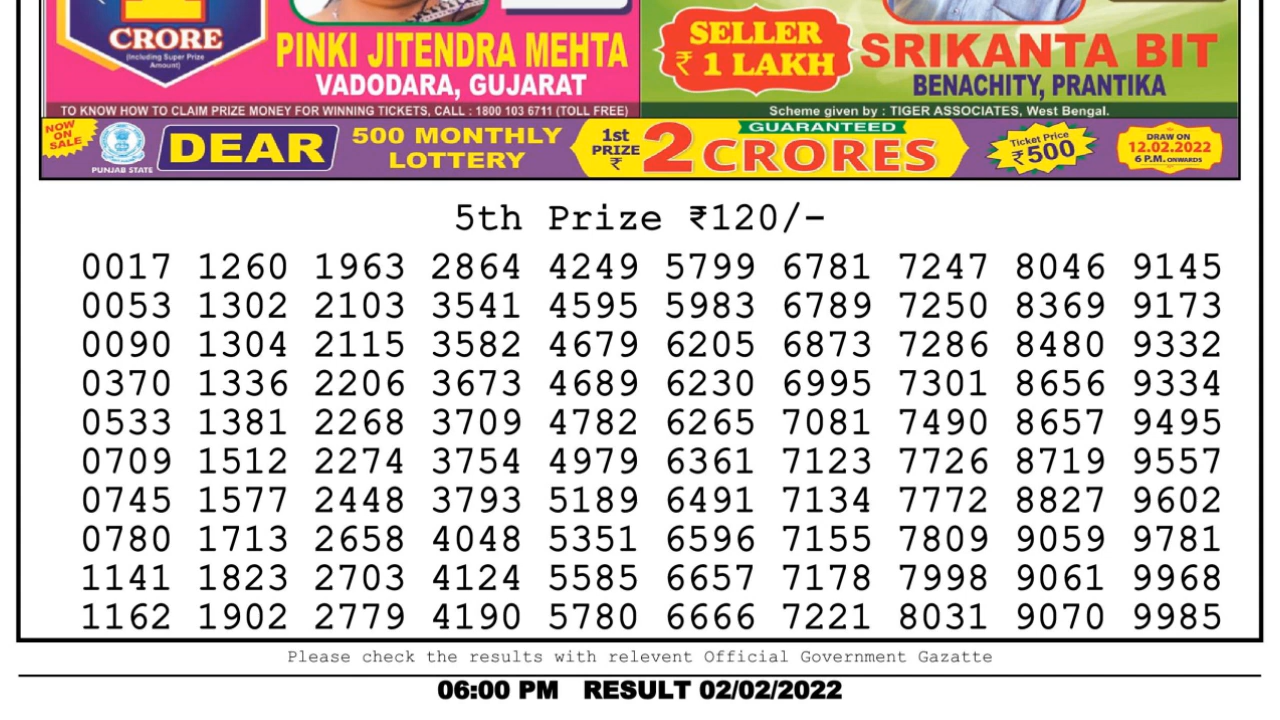 1
CRORE
(Including Super Prize
Amount)
PINKI JITENDRA MEHTA
VADODARA, GUJARAT
SELLER
₹ 1 LAKH
SRIKANTA BIT
BENACHITY, PRANTIKA
TO KNOW HOW TO CLAIM PRIZE MONEY FOR WINNING TICKETS, CALL : 1800 103 6711 (TOLL FREE)
Scheme given by : TIGER ASSOCIATES, West Bengal.
NOW
ON
SALE
PUNJAB STATE
DEAR
500 MONTHLY
LOTTERY
1st
PRIZE
₹
2 CRORES
GUARANTEED
Ticket Price
₹500
DRAW ON
12.02.2022
6 P.M. ONWARDS
5th Prize ₹120/-
0017 1260 1963 2864 4249 5799 6781 7247 8046 9145
0053 1302 2103 3541 4595 5983 6789 7250 8369 9173
0090 1304 2115 3582 4679 6205 6873 7286 8480 9332
0370 1336 2206 3673 4689 6230 6995 7301 8656 9334
0533 1381 2268 3709 4782 6265 7081 7490 8657 9495
0709 1512 2274 3754 4979 6361 7123 7726 8719 9557
0745 1577 2448 3793 5189 6491 7134 7772 8827 9602
0780 1713 2658 4048 5351 6596 7155 7809 9059 9781
1141 1823 2703 4124 5585 6657 7178 7998 9061 9968
1162 1902 2779 4190 5780 6666 7221 8031 9070 9985
Please check the results with relevent Official Government Gazatte
06:00 PM RESULT 02/02/2022